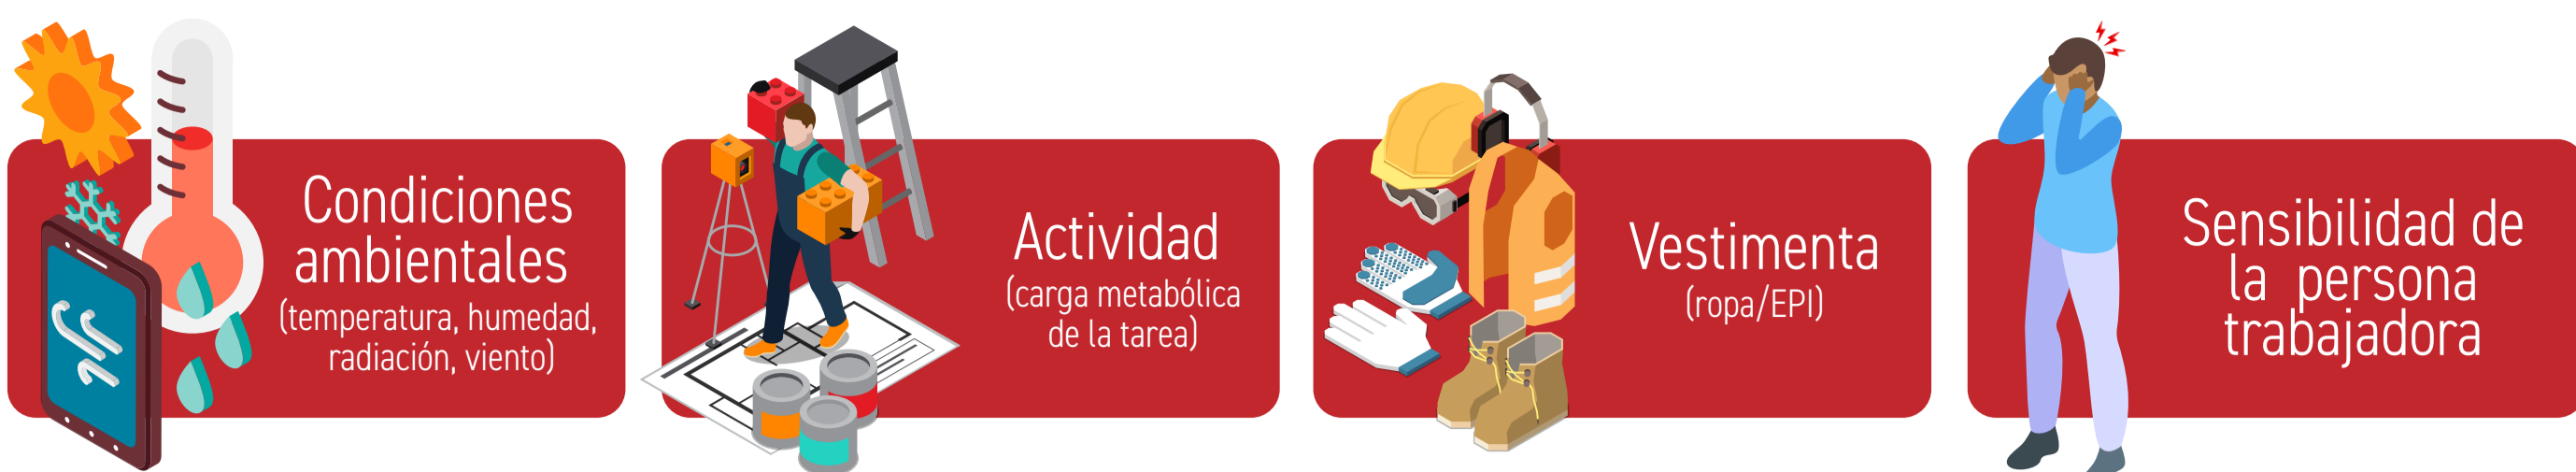 Condiciones
ambientales
(temperatura, humedad,
radiación, viento)
Actividad
(carga metabólica
de la tarea)
Vestimenta
(ropa/EPI)
Sensibilidad de
la persona
trabajadora